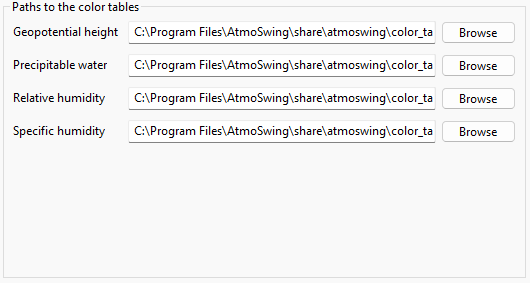 Paths to the color tables
Geopotential height C:\Program Files\AtmoSwing\share\atmoswing\color_ta Browse
Precipitable water C:\Program Files\AtmoSwing\share\atmoswing\color_ta Browse
Relative humidity C:\Program Files\AtmoSwing\share\atmoswing\color_ta Browse
Specific humidity C:\Program Files\AtmoSwing\share\atmoswing\color_ta Browse